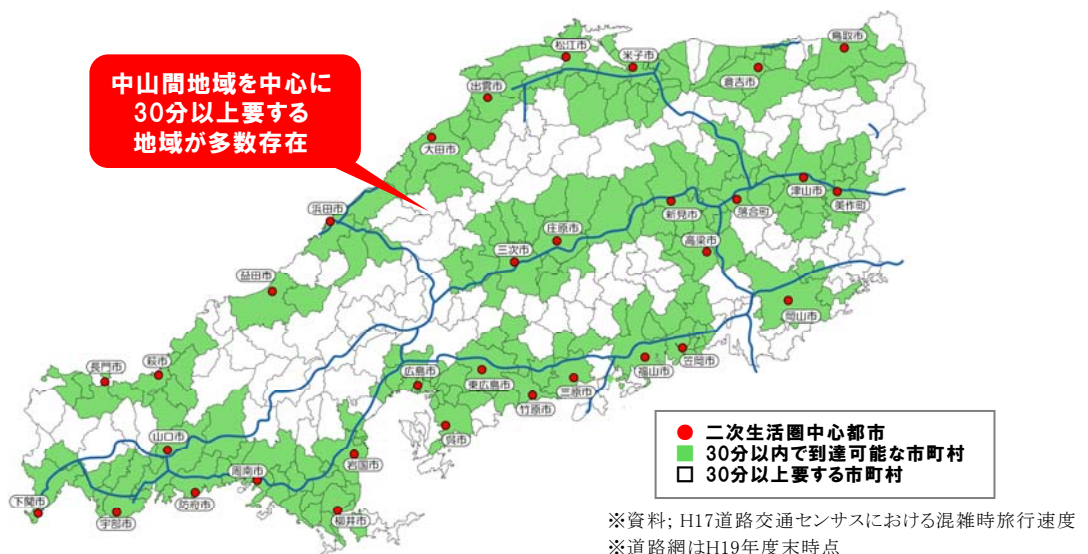 中山間地域を中心に
30分以上要する
地域が多数存在
鳥取市
松江市
米子市
倉吉市
出雲市
大田市
津山市
美作町
浜田市
新見市
落合町
庄原市
三次市
高梁市
益田市
岡山市
長門市
萩市
広島市
東広島市
三原市
福山市
笠岡市
竹原市
呉市
山口市
岩国市
周南市
下関市
宇部市
防府市
柳井市
二次生活圏中心都市
30分以内で到達可能な市町村
30分以上要する市町村
※資料; H17道路交通センサスにおける混雑時旅行速度
※道路網はH19年度末時点